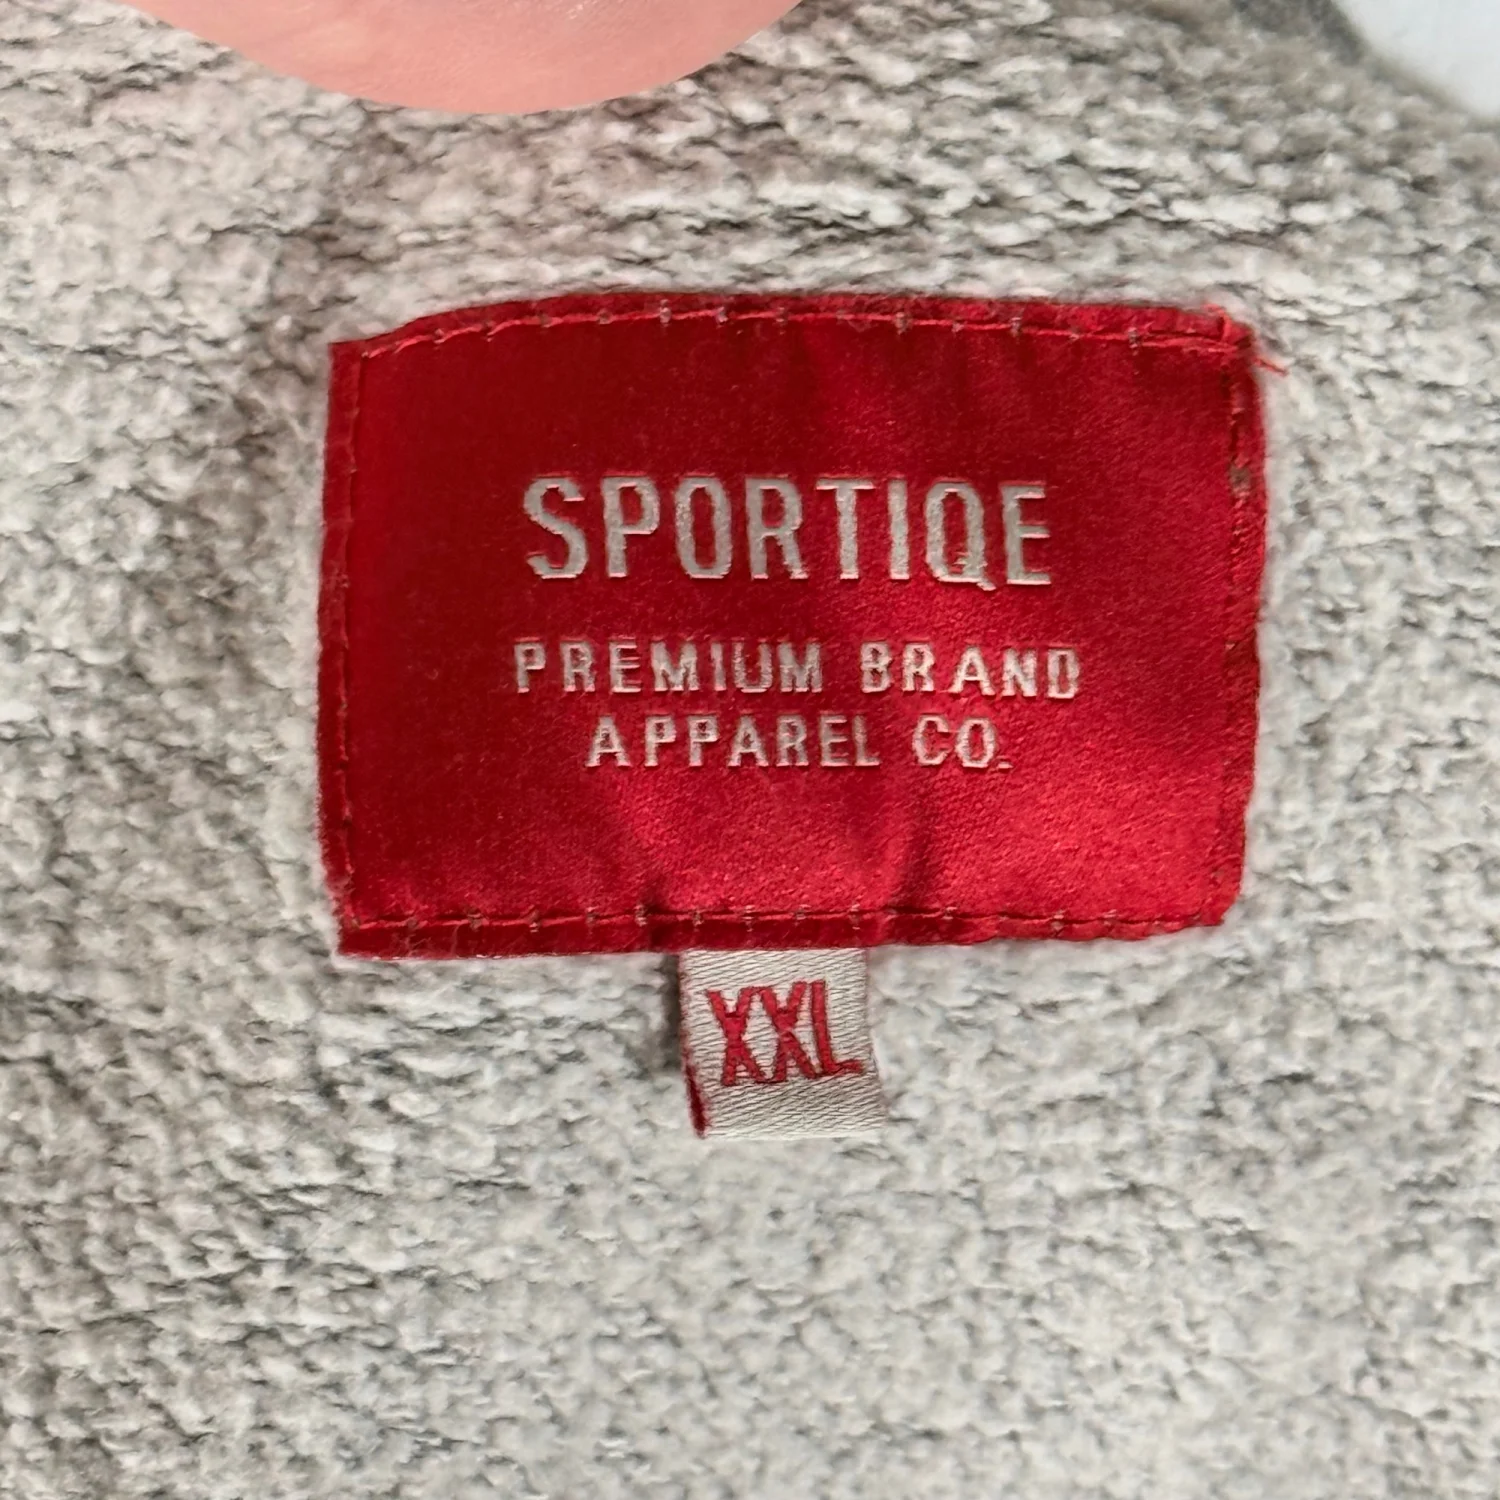 SPORTIQE
PREMIUM BRAND
APPAREL CO.
XXL